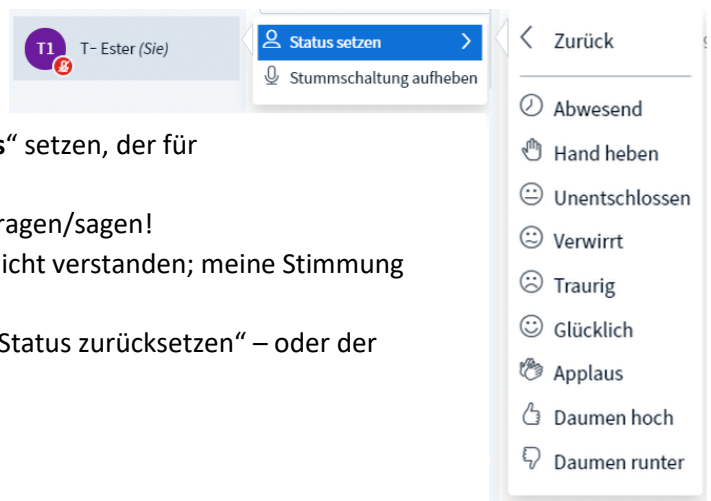 T1 T- Ester (Sie)
Status setzen
Stummschaltung aufheben
s“ setzen, der für
ragen/sagen!
icht verstanden; meine Stimmung
Status zurücksetzen“ – oder der
Zurück
Abwesend
Hand heben
Unentschlossen
Verwirrt
Traurig
Glücklich
Applaus
Daumen hoch
Daumen runter